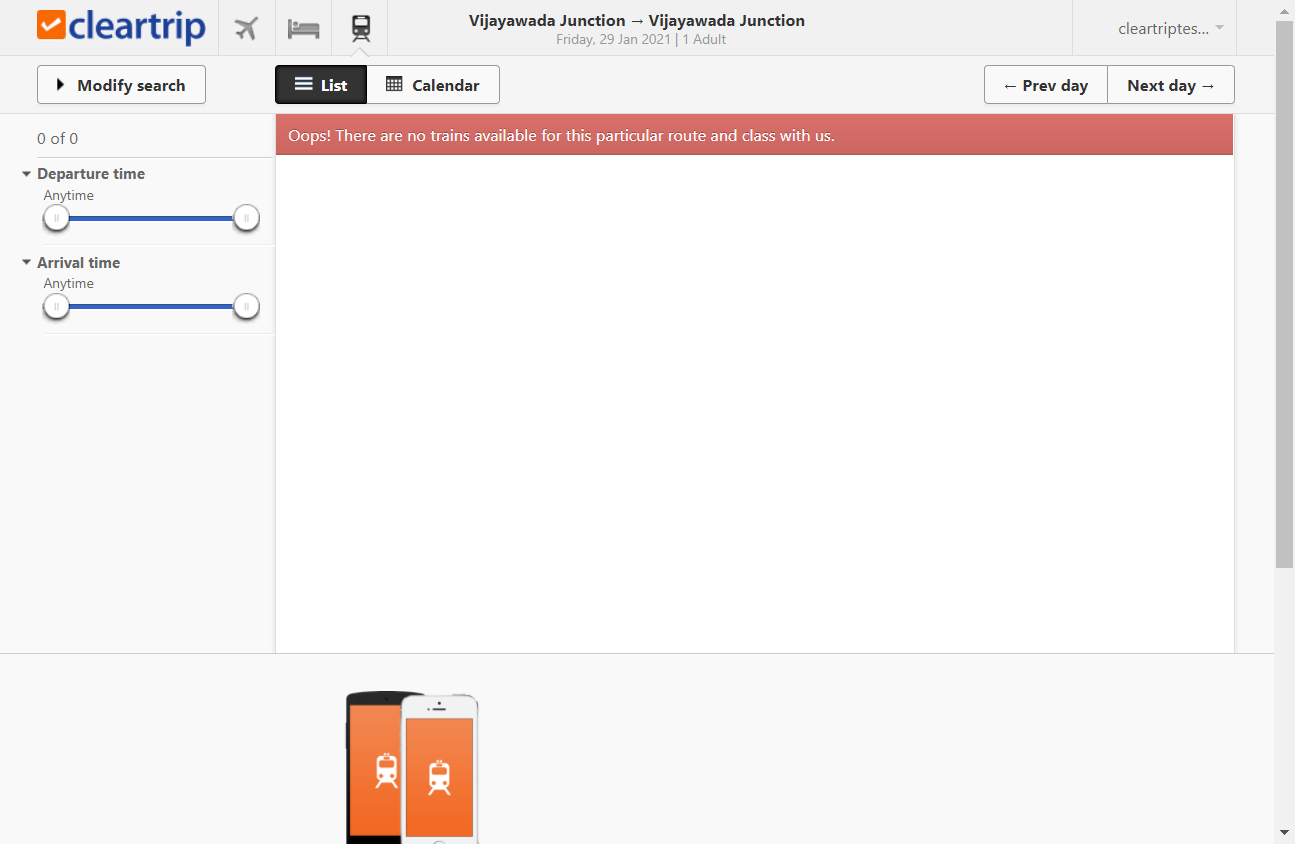 cleartrip
Vijayawada Junction → Vijayawada Junction
Friday, 29 Jan 2021 | 1 Adult
cleartriptes...
Modify search
List
Calendar
← Prev day
Next day →
0 of 0
Oops! There are no trains available for this particular route and class with us.
Departure time
Anytime
Arrival time
Anytime